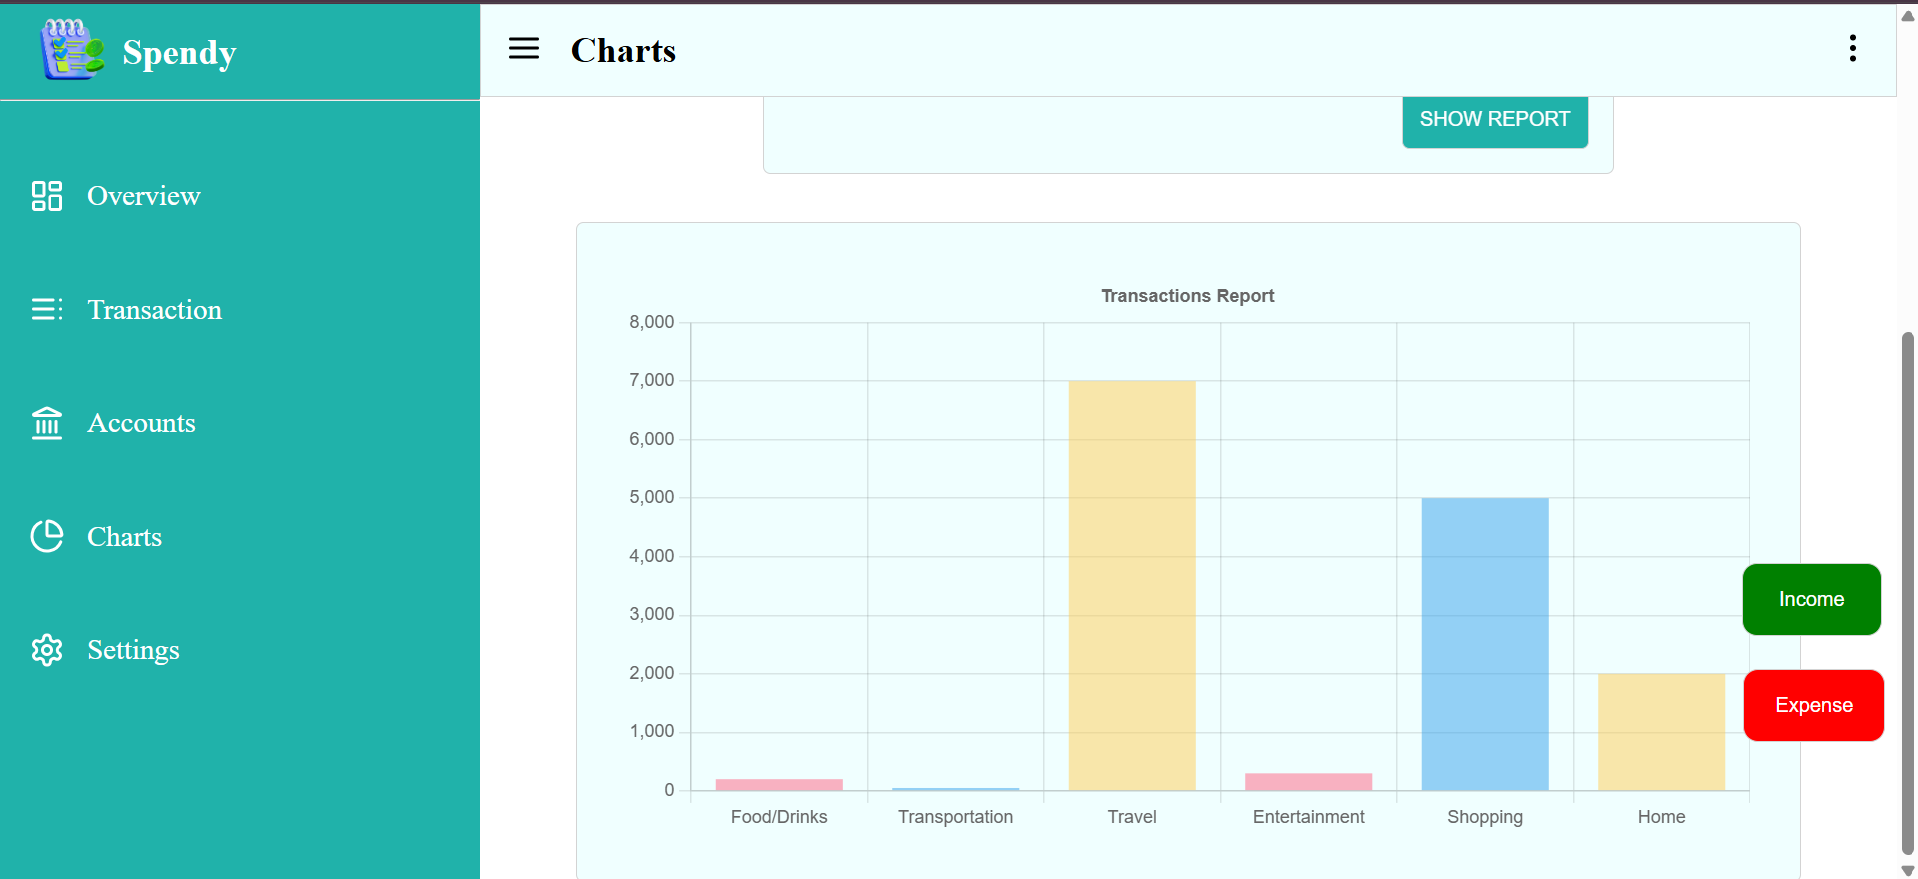 Spendy
Charts
SHOW REPORT
Overview
Transaction
Accounts
Charts
Settings
Transactions Report
8,000
7,000
6,000
5,000
4,000
3,000
2,000
1,000
0
Food/Drinks Transportation Travel Entertainment Shopping Home
Income
Expense